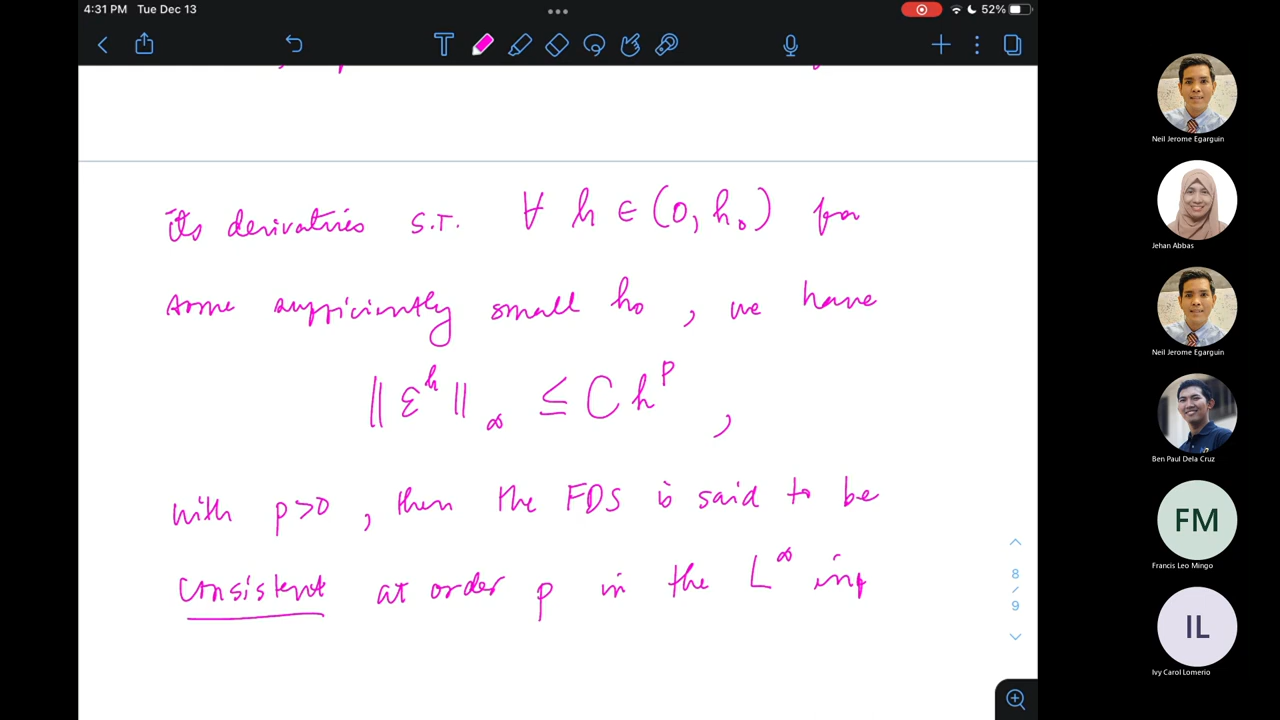 4:31 PM Tue Dec 13
52%
its derivatives s.t. ∀ h ∈ (0, h₀) for
some sufficiently small h₀, we have
‖ε^h‖_∞ ≤ Ch^p,
with p>0, then the FDS is said to be
consistent at order p in the L^∞
8
/
9
Neil Jerome Egarguin
Jehan Abbas
Neil Jerome Egarguin
Ben Paul Dela Cruz
FM
Francis Leo Mingo
IL
Ivy Carol Lomerio